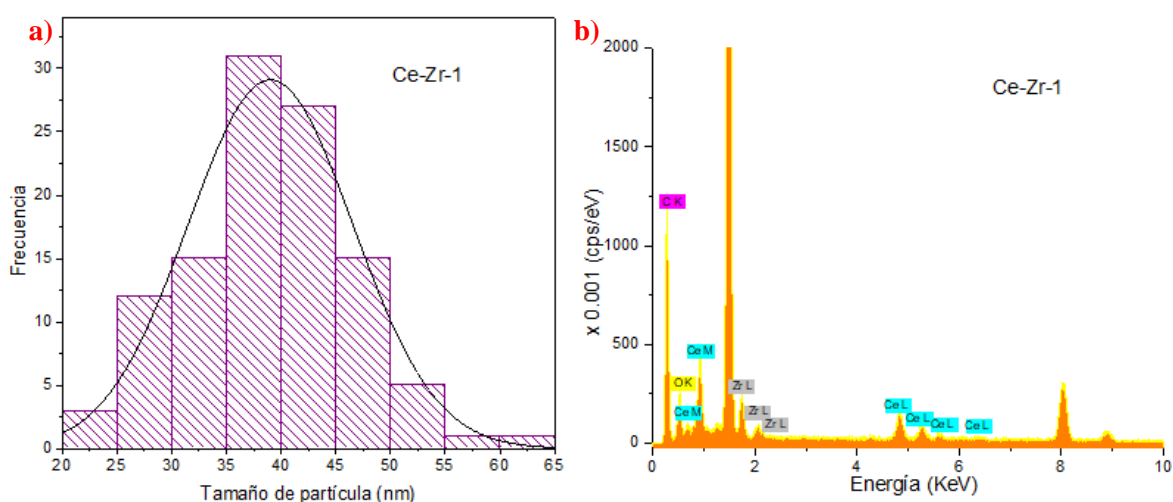 a)
Ce-Zr-1
Frecuencia
30
25
20
15
10
5
0
20 25 30 35 40 45 50 55 60 65
Tamaño de partícula (nm)
b)
Ce-Zr-1
x 0.001 (cps/eV)
2000
1500
1000
500
0
C K
O K
Ce M
Ce M
Zr L
Zr L
Zr L
Ce L
Ce L
Ce L
Ce L
0 2 4 6 8 10
Energía (KeV)